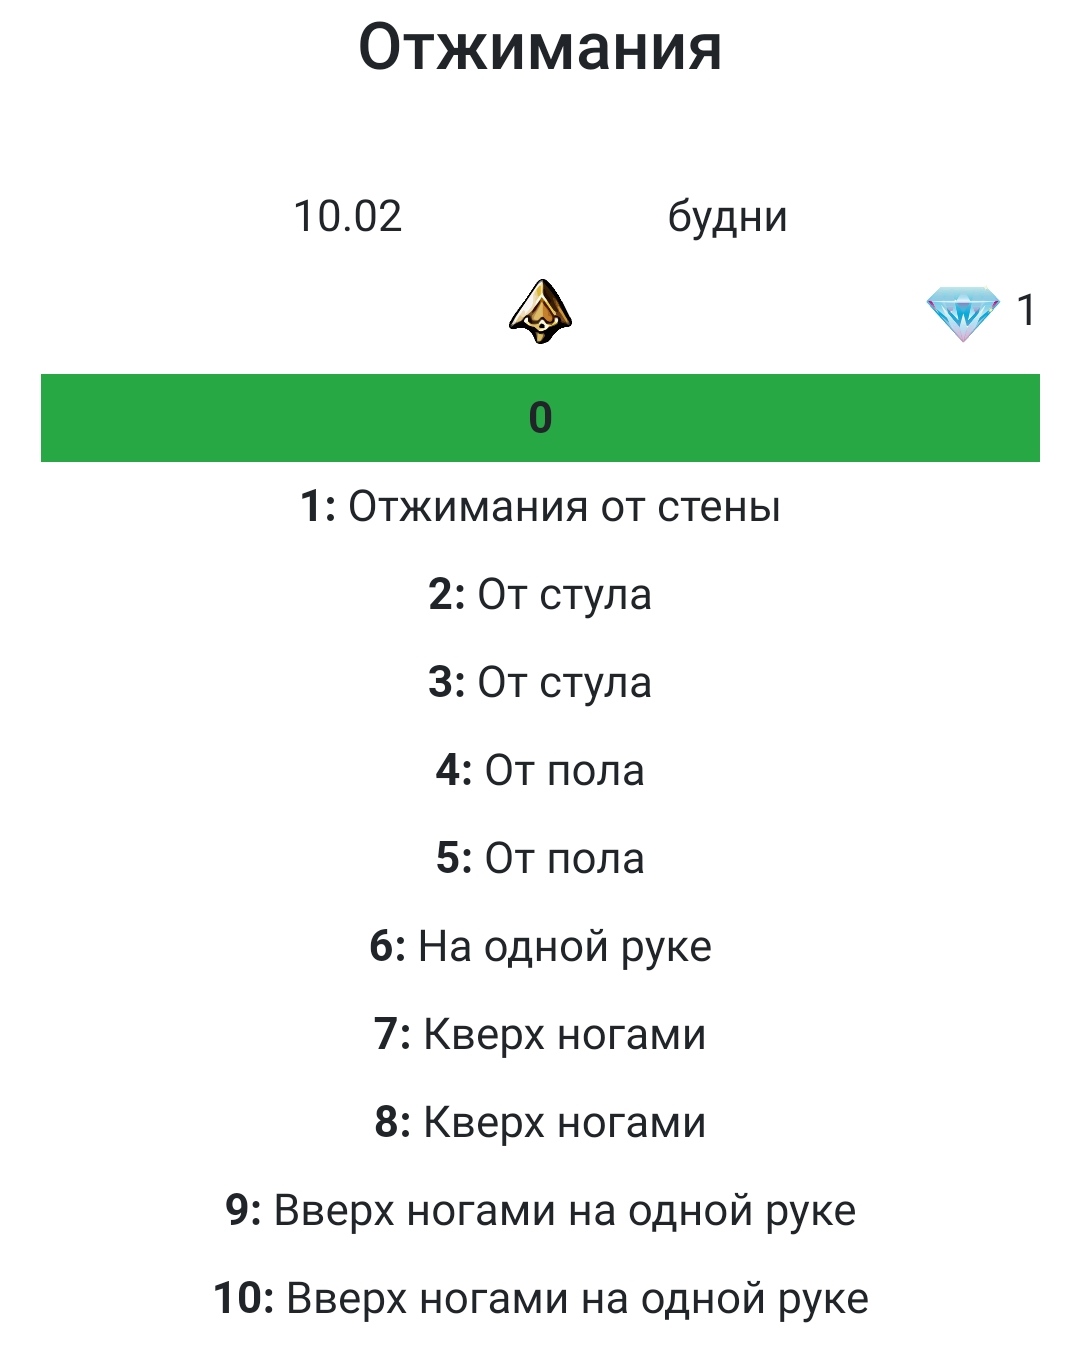 Отжимания
10.02 будни
1
0
1: Отжимания от стены
2: От стула
3: От стула
4: От пола
5: От пола
6: На одной руке
7: Кверх ногами
8: Кверх ногами
9: Вверх ногами на одной руке
10: Вверх ногами на одной руке